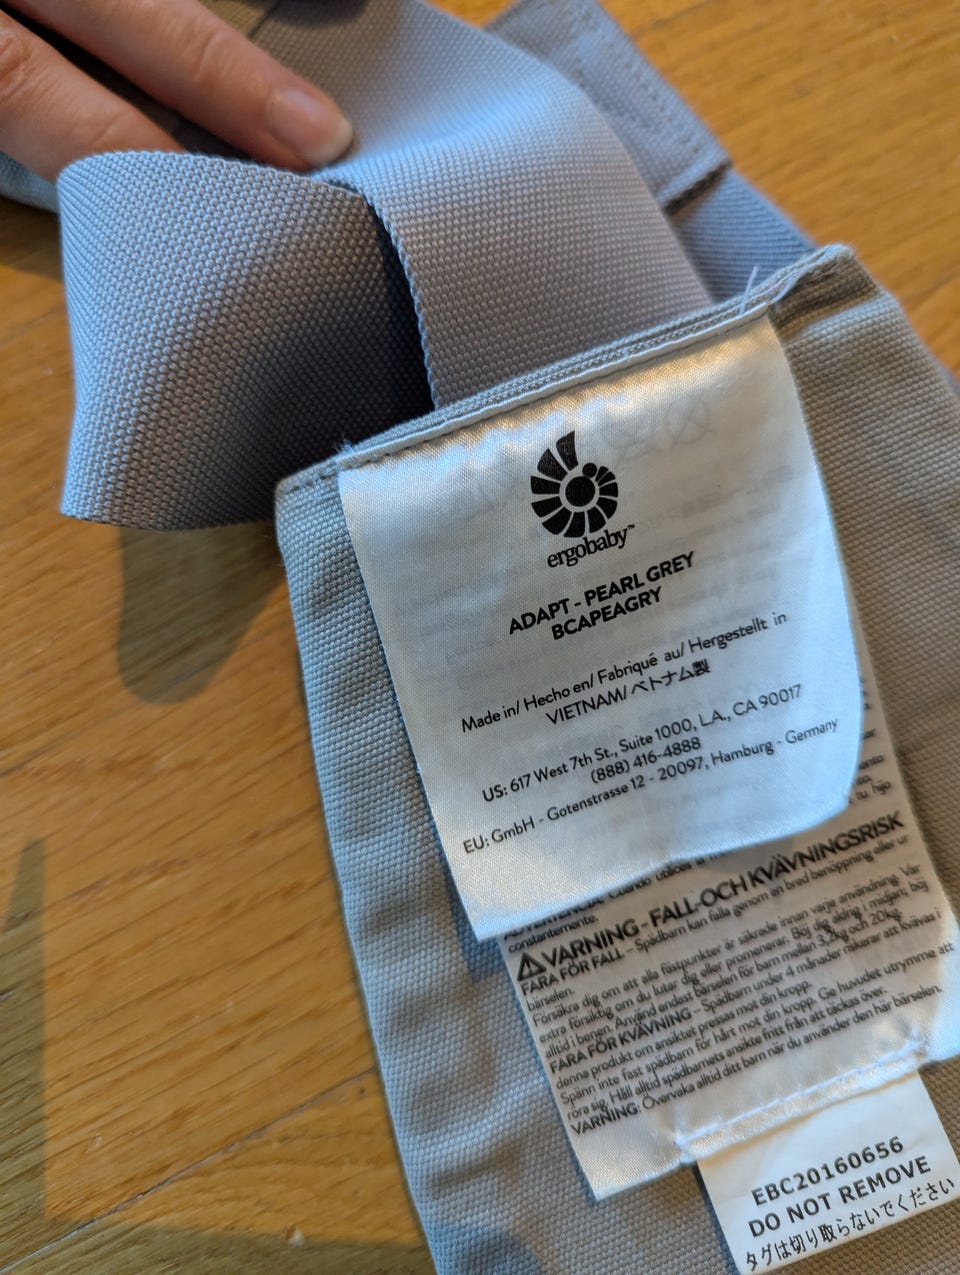 ergobaby™
ADAPT - PEARL GREY
BCAPEAGRY
Made in/ Hecho en/ Fabriqué au/ Hergestellt in
VIETNAM/ベトナム製
US: 617 West 7th St., Suite 1000, L.A., CA 90017
(888) 416-4888
EU: GmbH - Gotenstrasse 12 - 20097, Hamburg - Germany
tu hijo
constantemente.
⚠VARNING - FALL-OCH KVÄVNINGSRISK
FARA FÖR FALL - Spädbarn kan falla genom an bred benöppning eller ur
bärselen.
Försäkra dig om att alla fästpunkter är säkrade innan varje användning. Var
extra försiktig om du lutar dig eller promenerar. Böj dig aldrig i midjan; böj
alltid i benen. Använd endast bärselen för barn mellan 3,2kg och 20kg.
FARA FÖR KVÄVNING - Spädbarn under 4 månader riskerar att kvävas i
denna produkt om ansiktet pressas mot din kropp.
Spänn inte fast spädbarn för hårt mot din kropp. Ge huvudet utrymme att
röra sig. Håll alltid spädbarnets ansikte fritt från att täckas över.
VARNING: Övervaka alltid ditt barn när du använder den här bärselen.
EBC20160656
DO NOT REMOVE
タグは切り取らないでください